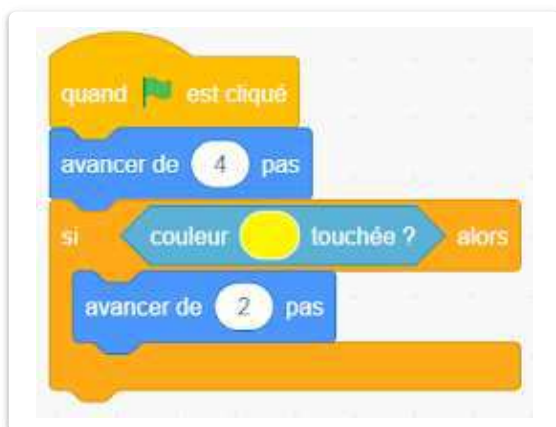 quand est cliqué
avancer de 4 pas
si couleur touchée ? alors
avancer de 2 pas